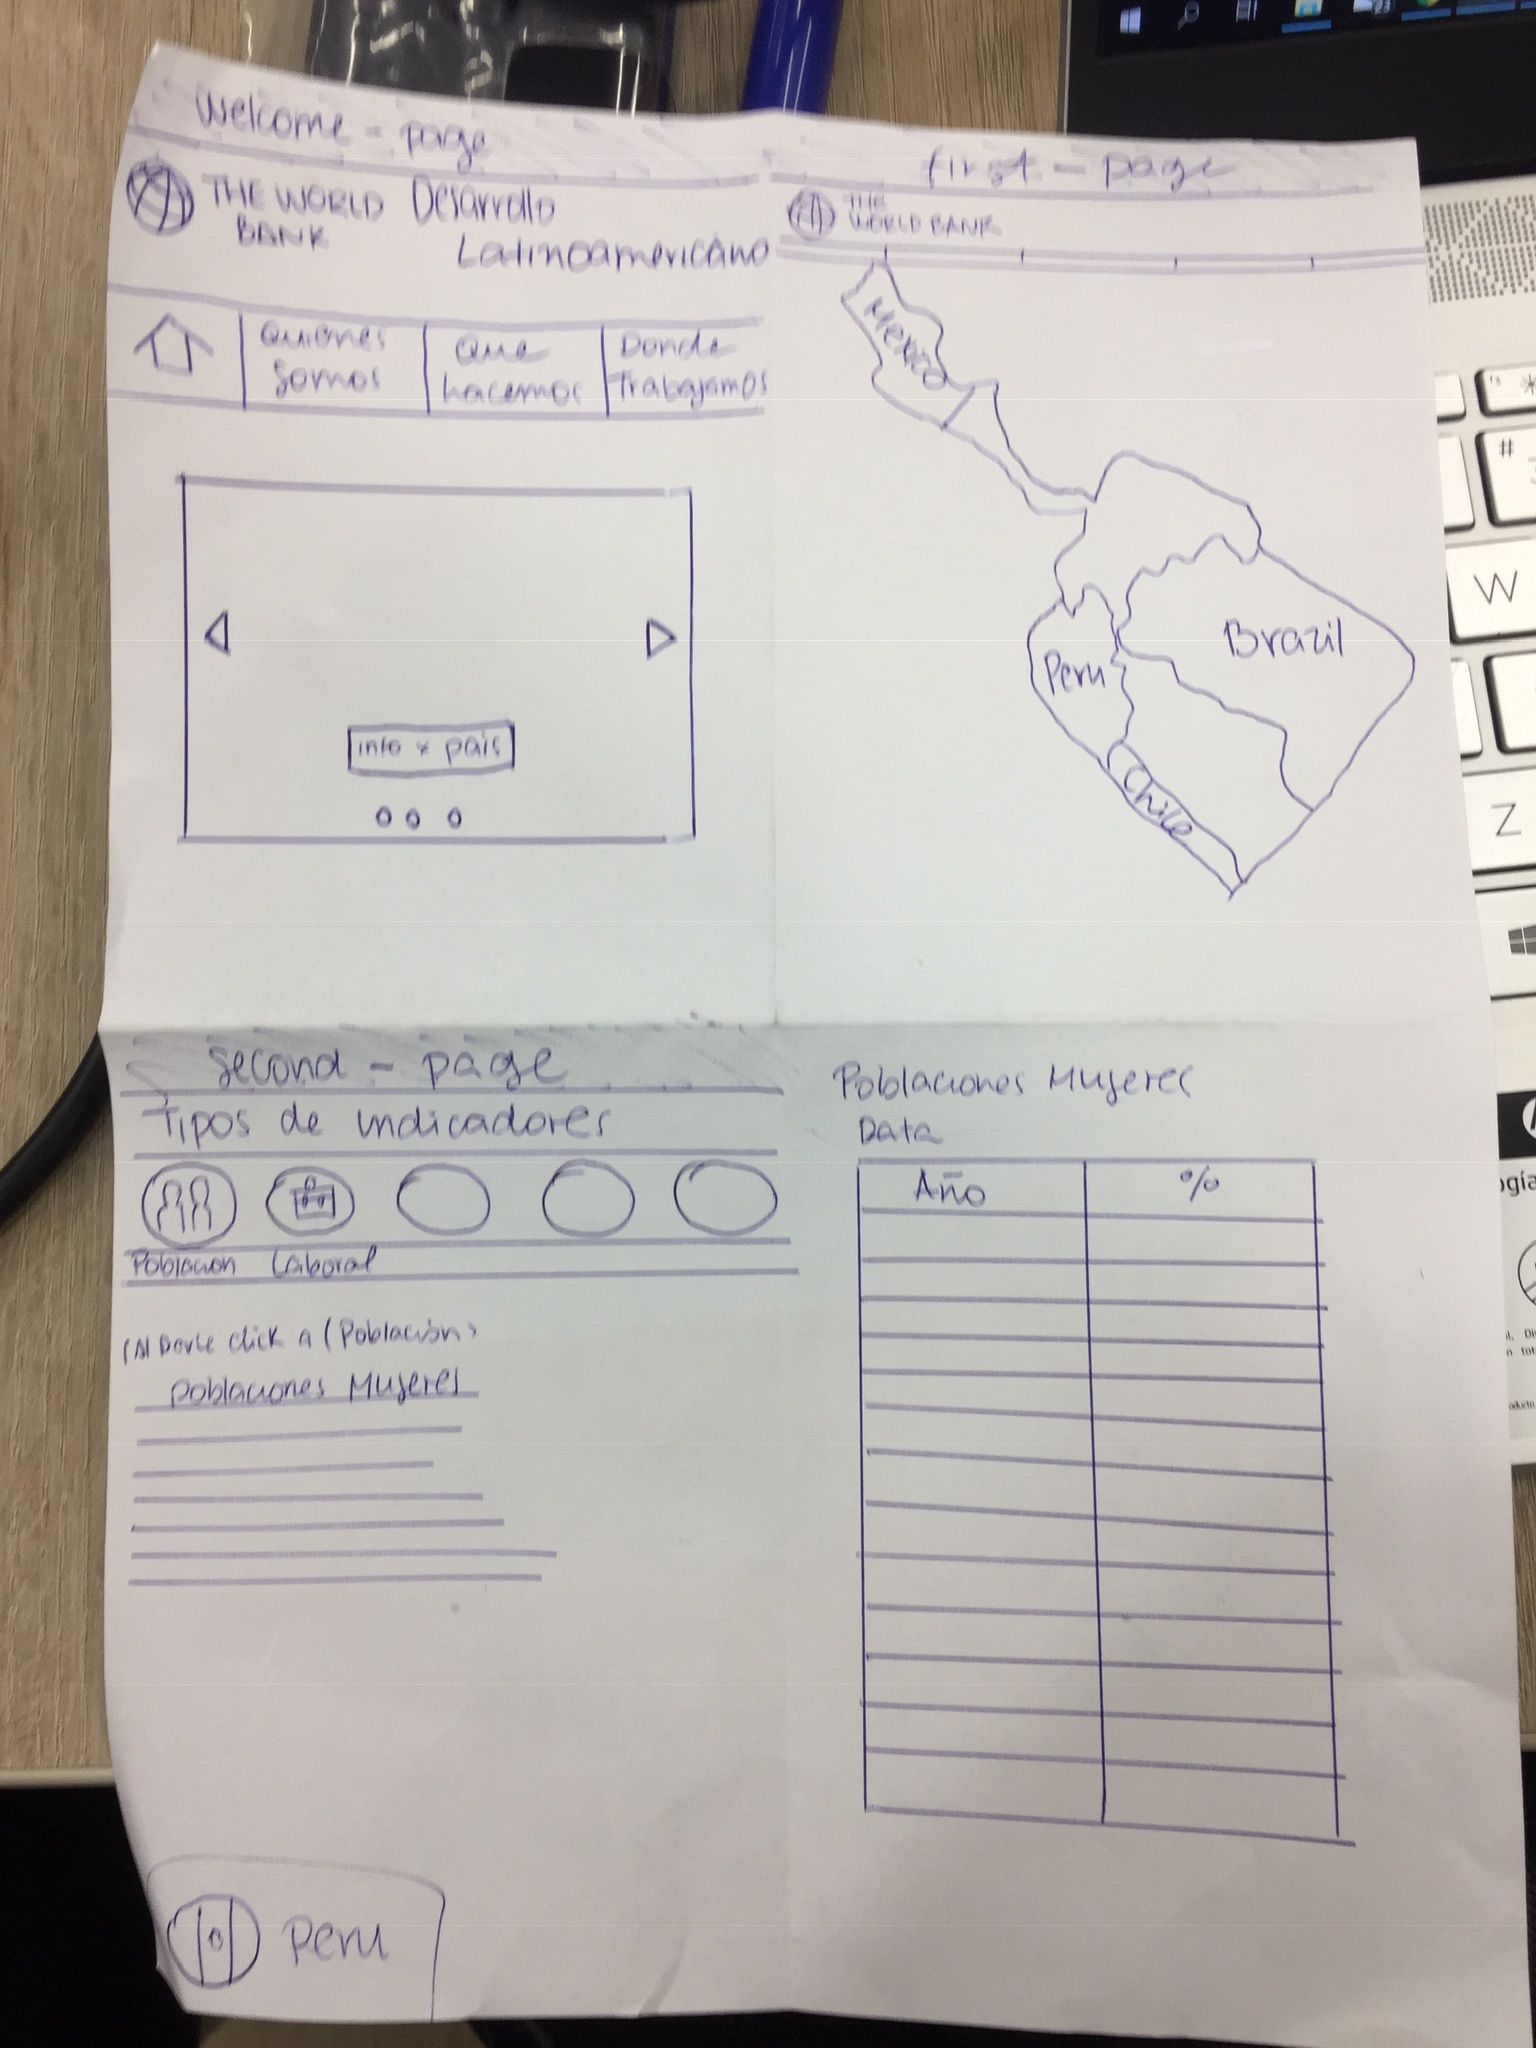 Welcome - page
THE WORLD
BANK
Desarrollo
Latinoamericano
Quienes
Somos
Que
hacemos
Donde
Trabajamos
info x pais
first - page
THE
WORLD BANK
Mexico
Brazil
Peru
Chile
second - page
Tipos de indicadores
Poblacion Laboral
(Al Darle click a (Población)
Poblaciones Mujeres
Peru
Poblaciones Mujeres
Data
Año %
#
W
Z